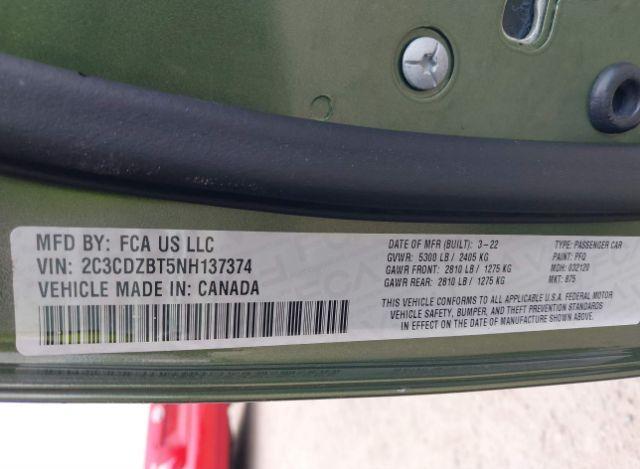 MFD BY: FCA US LLC
VIN: 2C3CDZBT5NH137374
VEHICLE MADE IN: CANADA
DATE OF MFR (BUILT): 3-22
GVWR: 5300 LB / 2405 KG
GAWR FRONT: 2810 LB / 1275 KG
GAWR REAR: 2810 LB / 1275 KG
TYPE: PASSENGER CAR
PAINT: PFQ
MDH: 032120
MKT: 875
THIS VEHICLE CONFORMS TO ALL APPLICABLE U.S.A. FEDERAL MOTOR
VEHICLE SAFETY, BUMPER, AND THEFT PREVENTION STANDARDS
IN EFFECT ON THE DATE OF MANUFACTURE SHOWN ABOVE.